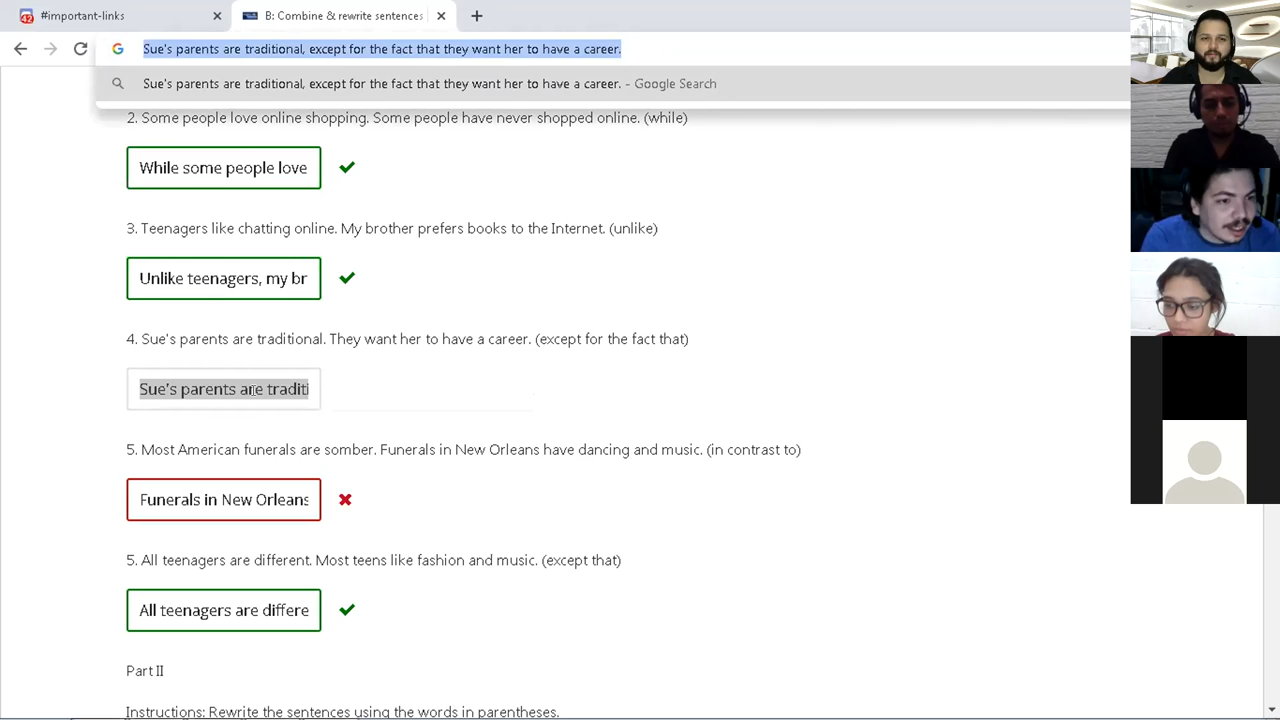 42 #important-links
B: Combine & rewrite sentences
Sue's parents are traditional, except for the fact that they want her to have a career.
Sue's parents are traditional, except for the fact that they want her to have a career. - Google Search
2. Some people love online shopping. Some people have never shopped online. (while)
While some people love
3. Teenagers like chatting online. My brother prefers books to the Internet. (unlike)
Unlike teenagers, my br
4. Sue's parents are traditional. They want her to have a career. (except for the fact that)
Sue's parents are traditi
5. Most American funerals are somber. Funerals in New Orleans have dancing and music. (in contrast to)
Funerals in New Orleans
5. All teenagers are different. Most teens like fashion and music. (except that)
All teenagers are differe
Part II
Instructions: Rewrite the sentences using the words in parentheses.